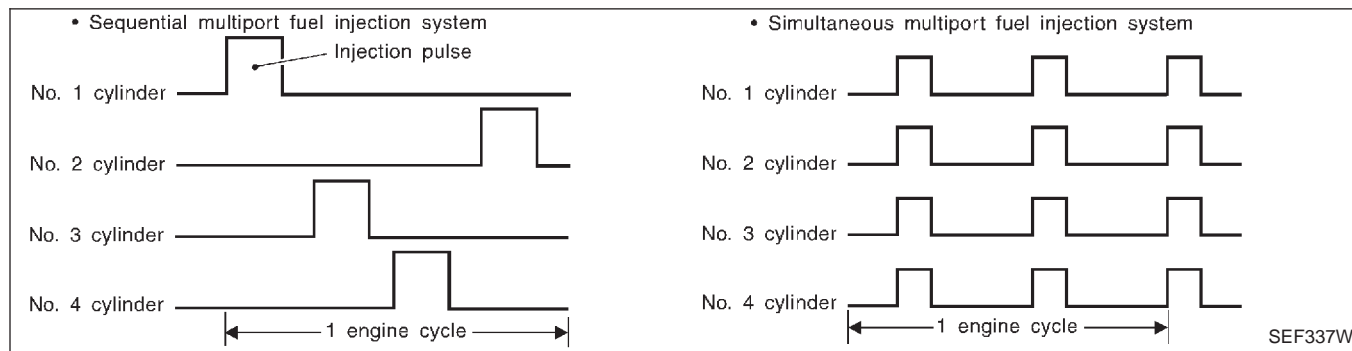 • Sequential multiport fuel injection system
Injection pulse
No. 1 cylinder
No. 2 cylinder
No. 3 cylinder
No. 4 cylinder
1 engine cycle
• Simultaneous multiport fuel injection system
No. 1 cylinder
No. 2 cylinder
No. 3 cylinder
No. 4 cylinder
1 engine cycle
SEF337W